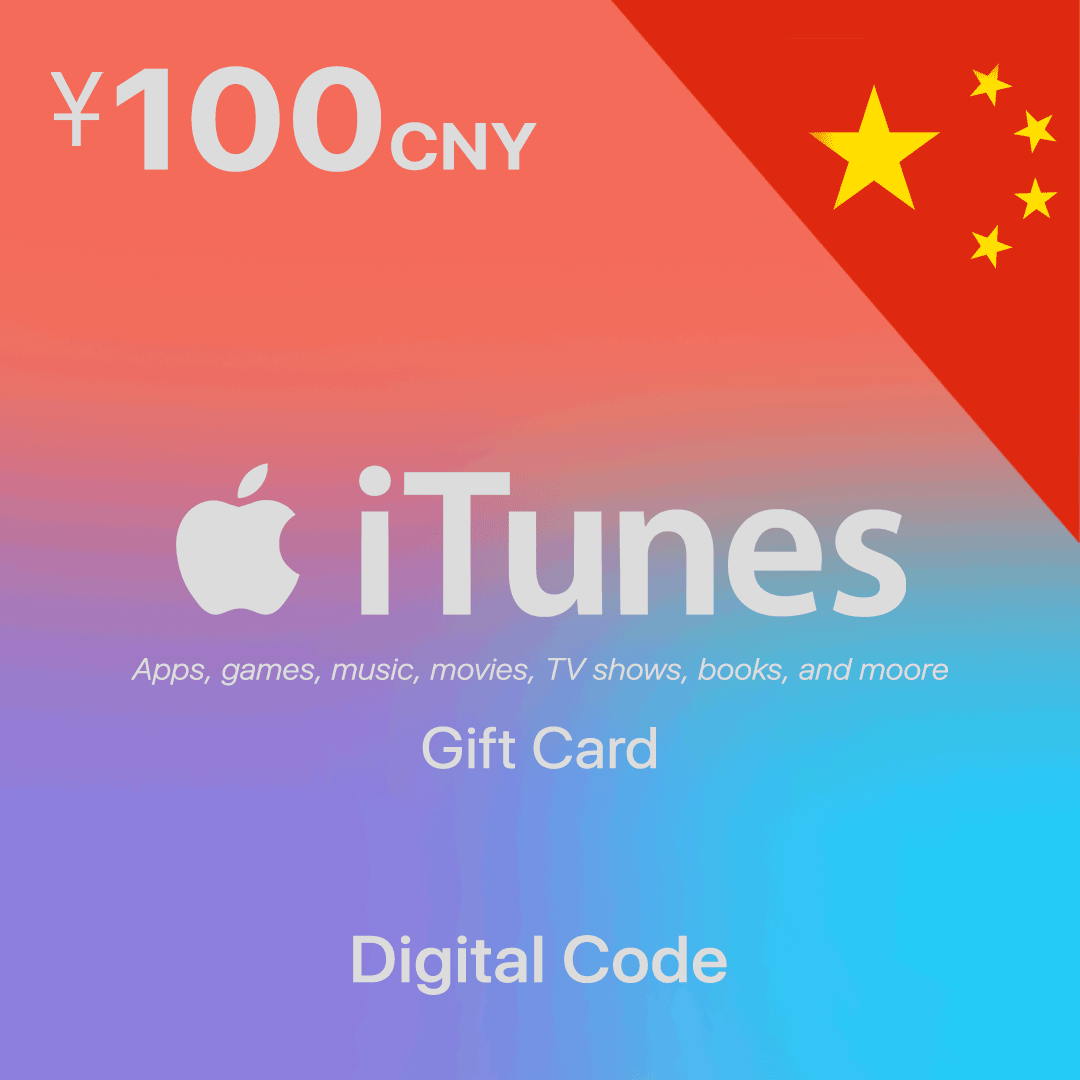 ¥100CNY
iTunes
Apps, games, music, movies, TV shows, books, and moore
Gift Card
Digital Code